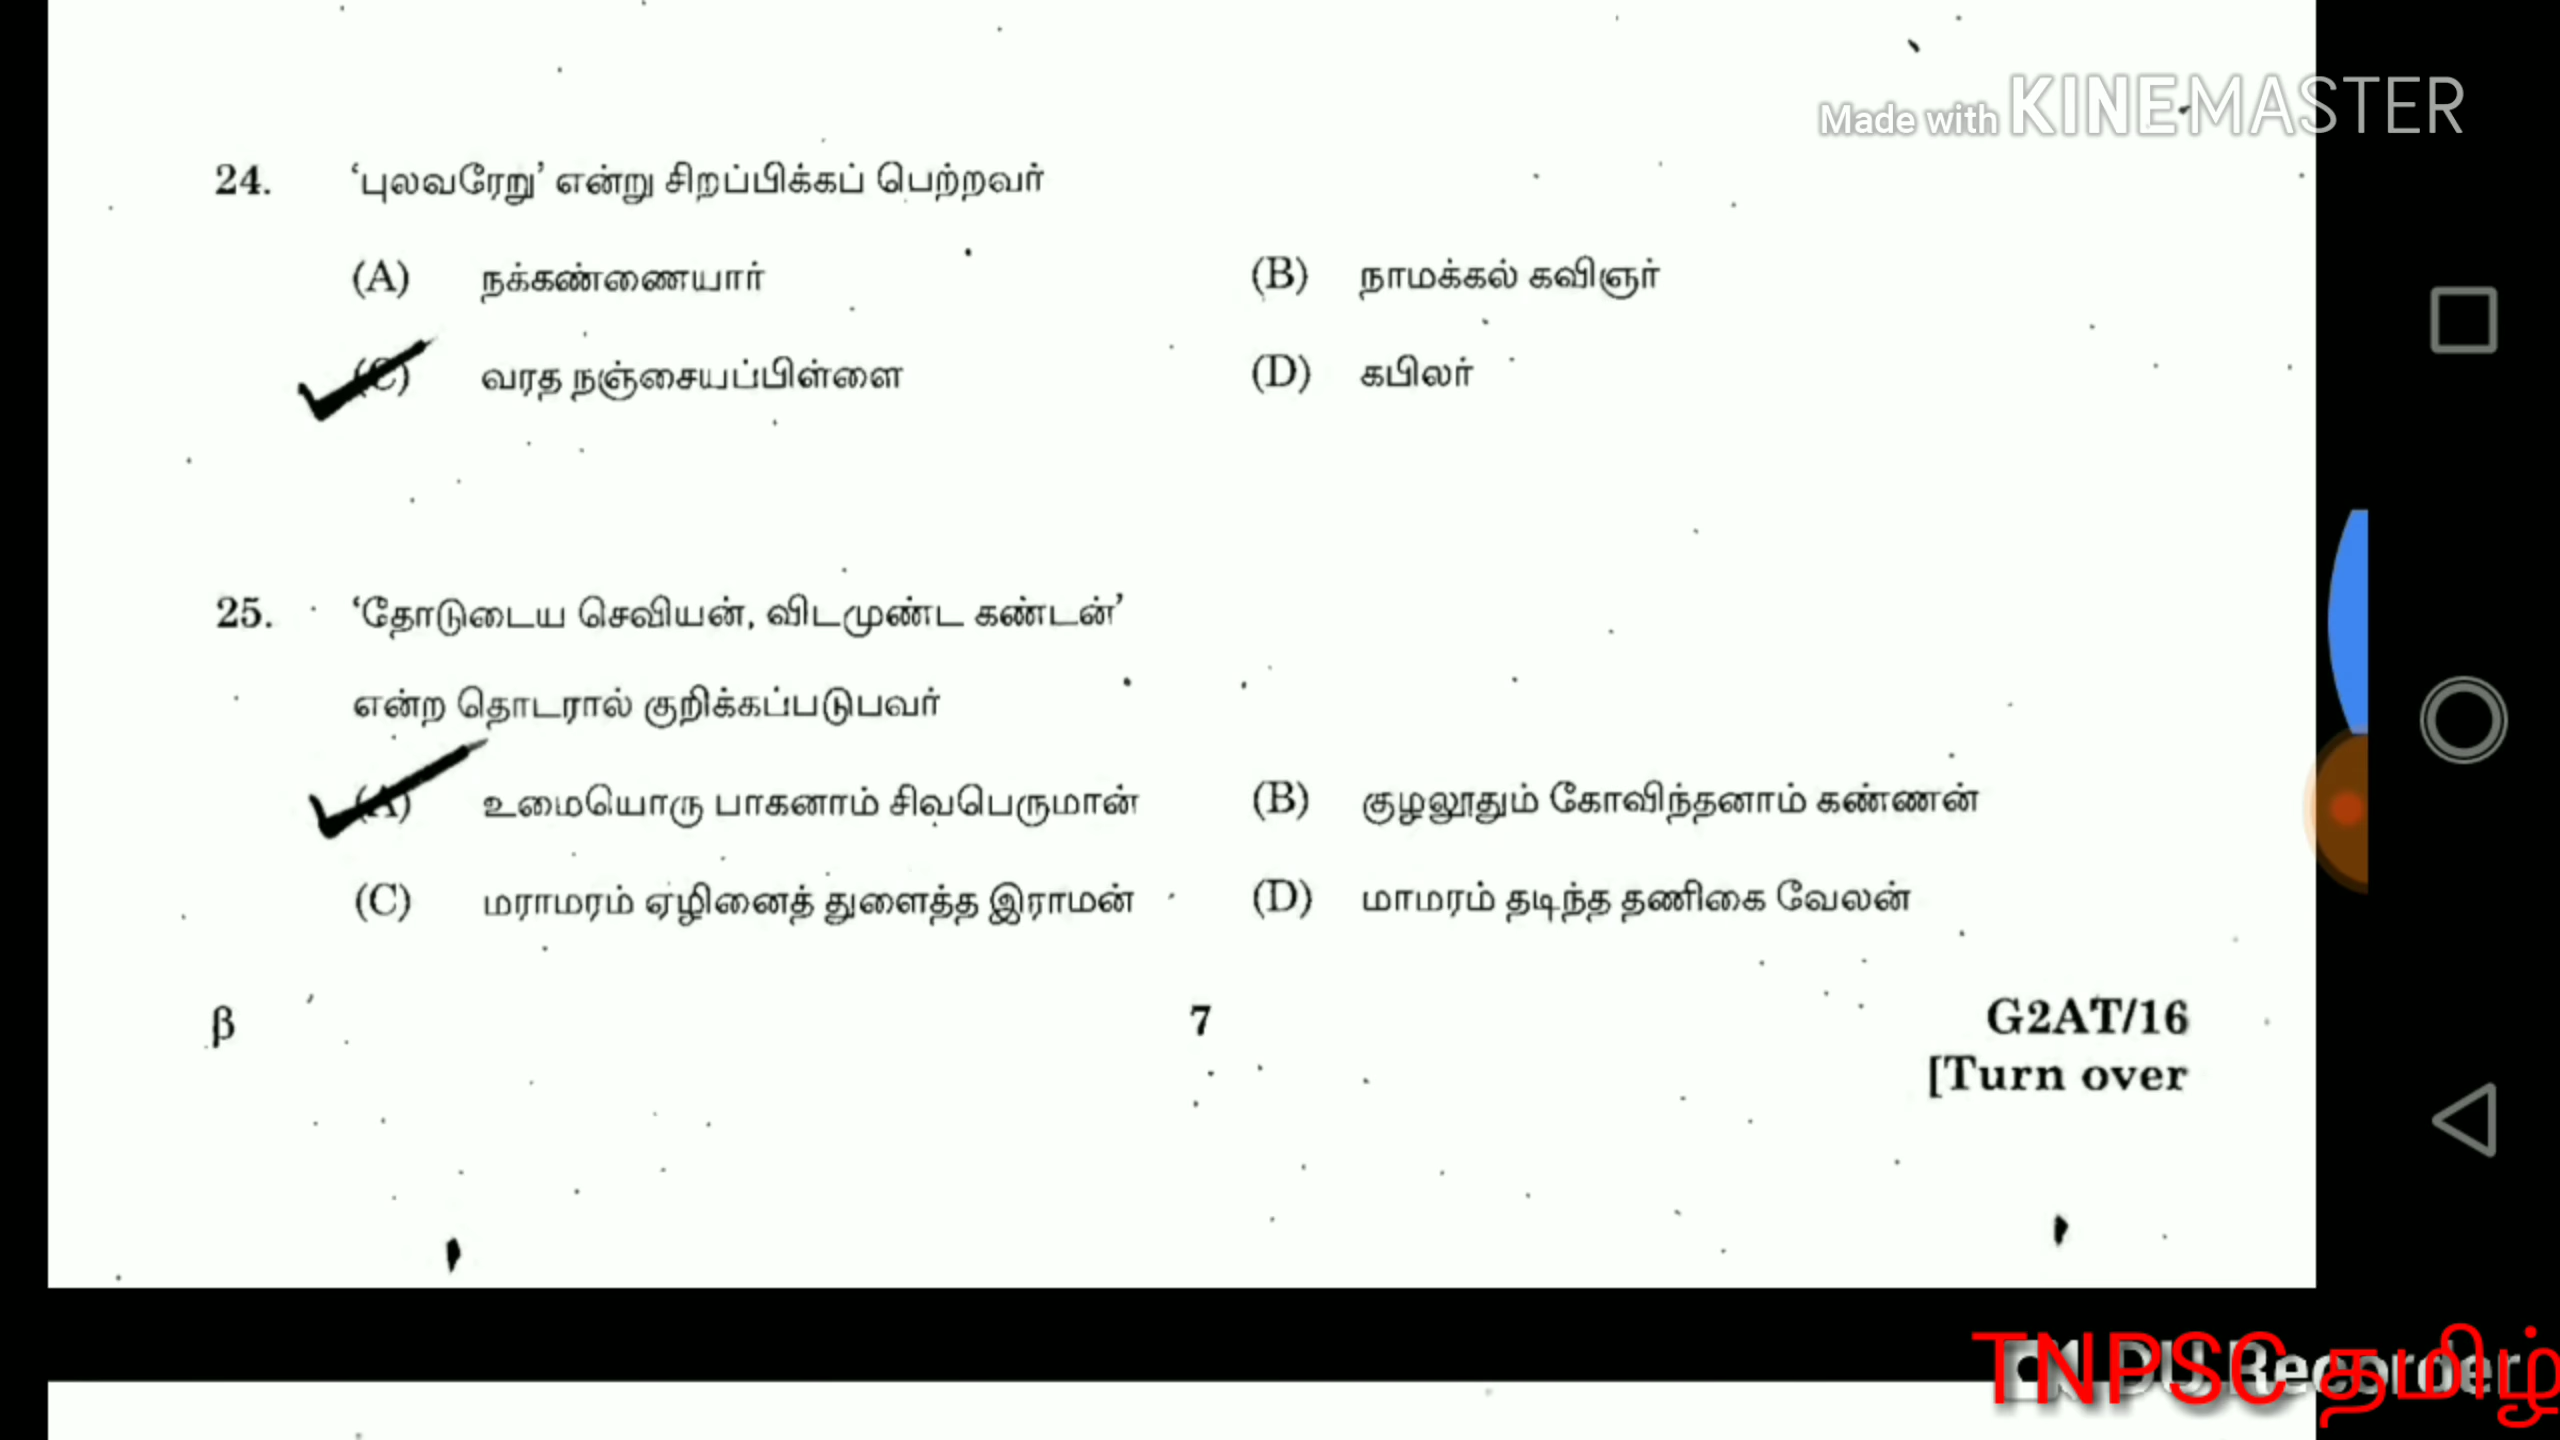 Made with KINEMASTER
24. ‘புலவரேறு’ என்று சிறப்பிக்கப் பெற்றவர்
(A) நக்கண்ணையார் (B) நாமக்கல் கவிஞர்
(C) வரத நஞ்சையப்பிள்ளை (D) கபிலர்
25. ‘தோடுடைய செவியன், விடமுண்ட கண்டன்’
என்ற தொடரால் குறிக்கப்படுபவர்
(A) உமையொரு பாகனாம் சிவபெருமான் (B) குழலூதும் கோவிந்தனாம் கண்ணன்
(C) மராமரம் ஏழினைத் துளைத்த இராமன் (D) மாமரம் தடிந்த தணிகை வேலன்
β 7 G2AT/16
[Turn over
TNPSC தமிழ்
DU Recorder